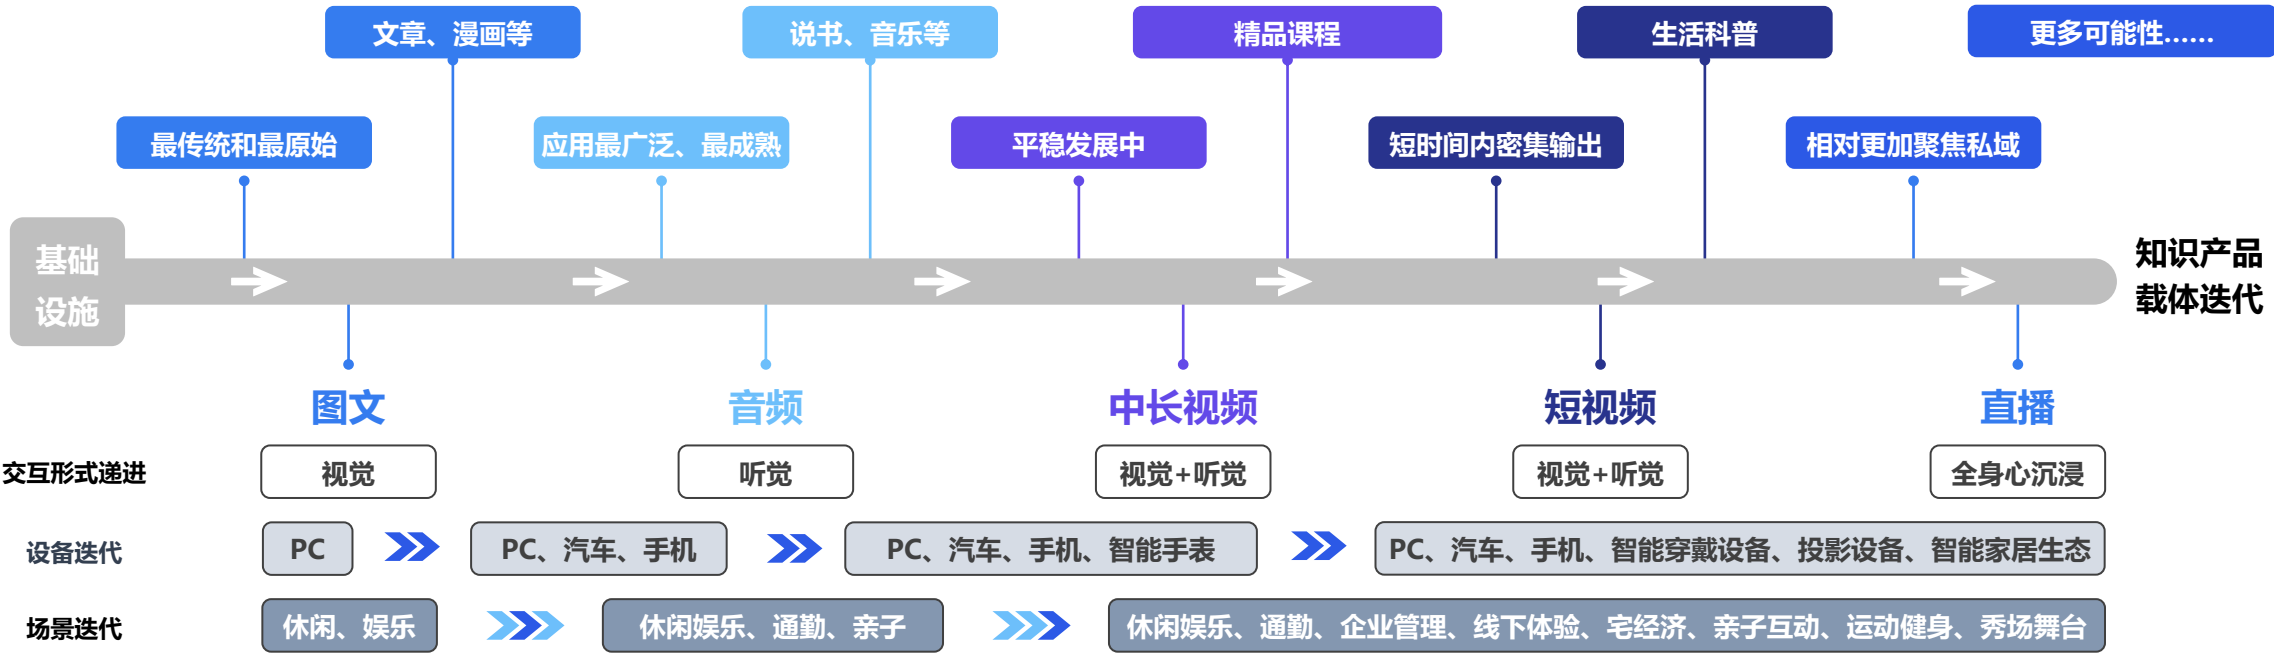 文章、漫画等
说书、音乐等
精品课程
生活科普
更多可能性......
最传统和最原始
应用最广泛、最成熟
平稳发展中
短时间内密集输出
相对更加聚焦私域
基础
设施
知识产品
载体迭代
图文
音频
中长视频
短视频
直播
交互形式递进
视觉
听觉
视觉+听觉
视觉+听觉
全身心沉浸
设备迭代
PC
PC、汽车、手机
PC、汽车、手机、智能手表
PC、汽车、手机、智能穿戴设备、投影设备、智能家居生态
场景迭代
休闲、娱乐
休闲娱乐、通勤、亲子
休闲娱乐、通勤、企业管理、线下体验、宅经济、亲子互动、运动健身、秀场舞台